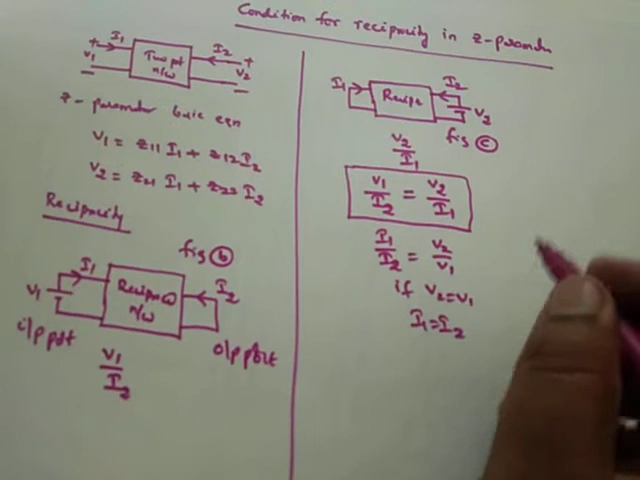 Condition for reciprocity in z-parameter
I1 I2
+ Two port +
V1 n/w V2
z-parameter basic eqn
V1 = Z11 I1 + Z12 I2
V2 = Z21 I1 + Z22 I2
Reciprocity
fig b
I1 I2
V1 Reciprocal
n/w
i/p port o/p port
V1
I2
I1 I2
Recipr
V2
fig c
V2
I1
V1 = V2
I2 I1
I1 = V2
I2 V1
if V2=V1
I1=I2